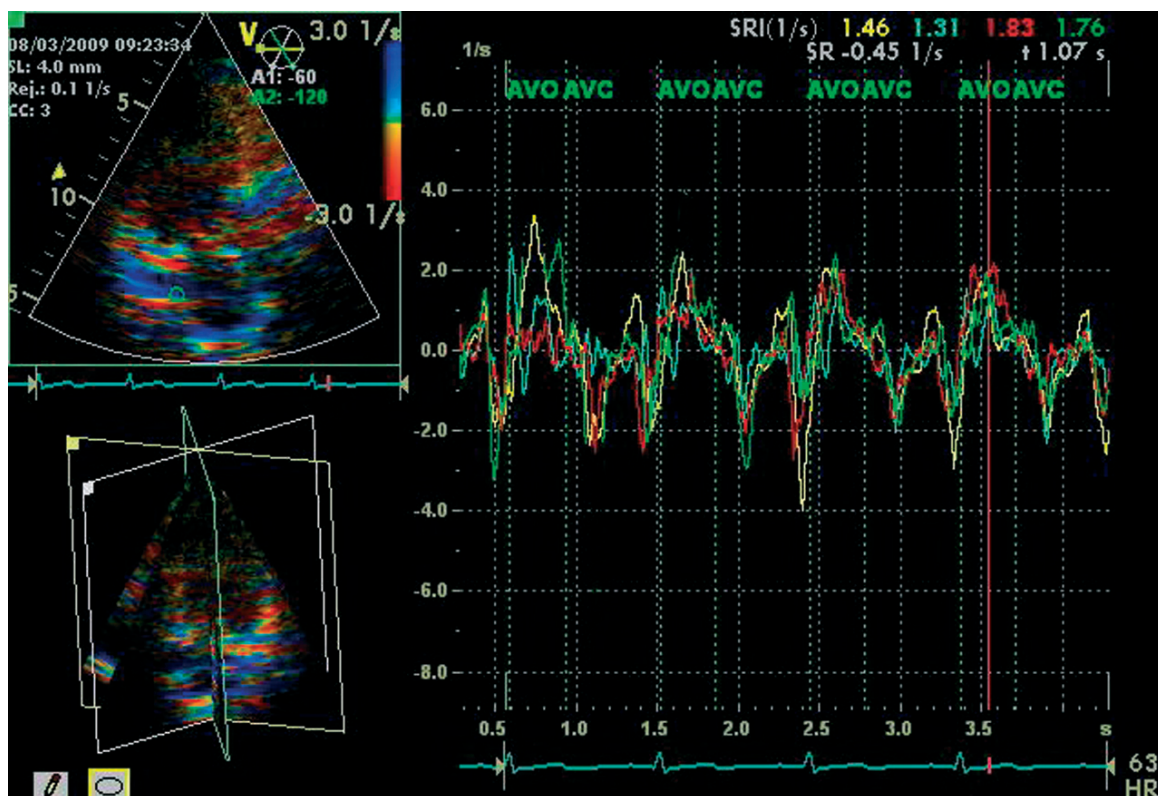 08/03/2009 09:23:34
SL: 4.0 mm
Rej.: 0.1 1/s
CC: 3
V
3.0 1/s
A1: -60
A2: -120
-3.0 1/s
5
10
5
SRI(1/s) 1.46 1.31 1.83 1.76
SR -0.45 1/s t 1.07 s
1/s
AVO AVC AVO AVC AVO AVC AVO AVC
6.0
4.0
2.0
0.0
-2.0
-4.0
-6.0
-8.0
0.5 1.0 1.5 2.0 2.5 3.0 3.5 s
63
HR